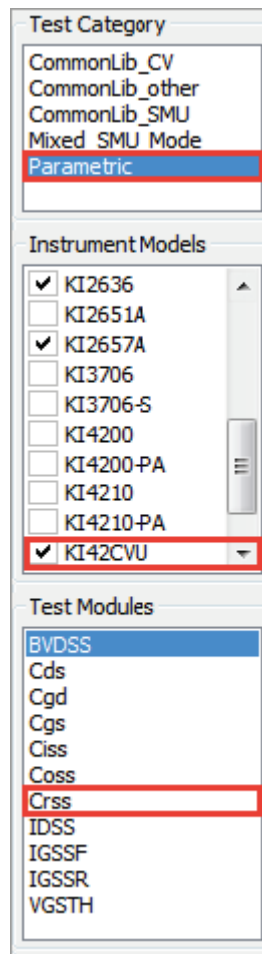 Test Category
CommonLib_CV
CommonLib_other
CommonLib_SMU
Mixed_SMU_Mode
Parametric
Instrument Models
KI2636
KI2651A
KI2657A
KI3706
KI3706-S
KI4200
KI4200-PA
KI4210
KI4210-PA
KI42CVU
Test Modules
BVDSS
Cds
Cgd
Cgs
Ciss
Coss
Crss
IDSS
IGSSF
IGSSR
VGSTH